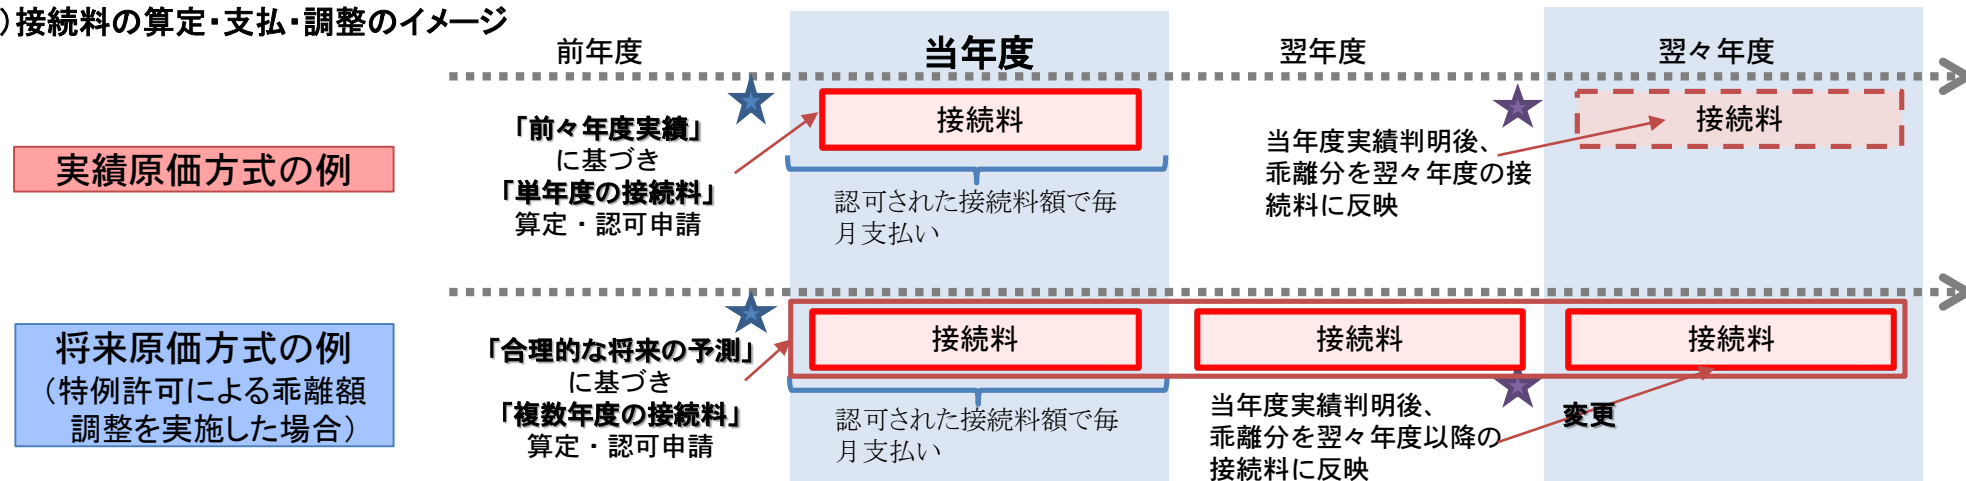 )接続料の算定・支払・調整のイメージ
前年度
当年度
翌年度
翌々年度
実績原価方式の例
「前々年度実績」
に基づき
「単年度の接続料」
算定・認可申請
接続料
認可された接続料額で毎
月支払い
当年度実績判明後、
乖離分を翌々年度の接
続料に反映
接続料
将来原価方式の例
（特例許可による乖離額
調整を実施した場合）
「合理的な将来の予測」
に基づき
「複数年度の接続料」
算定・認可申請
接続料
接続料
接続料
認可された接続料額で毎
月支払い
当年度実績判明後、
乖離分を翌々年度以降の
接続料に反映
変更